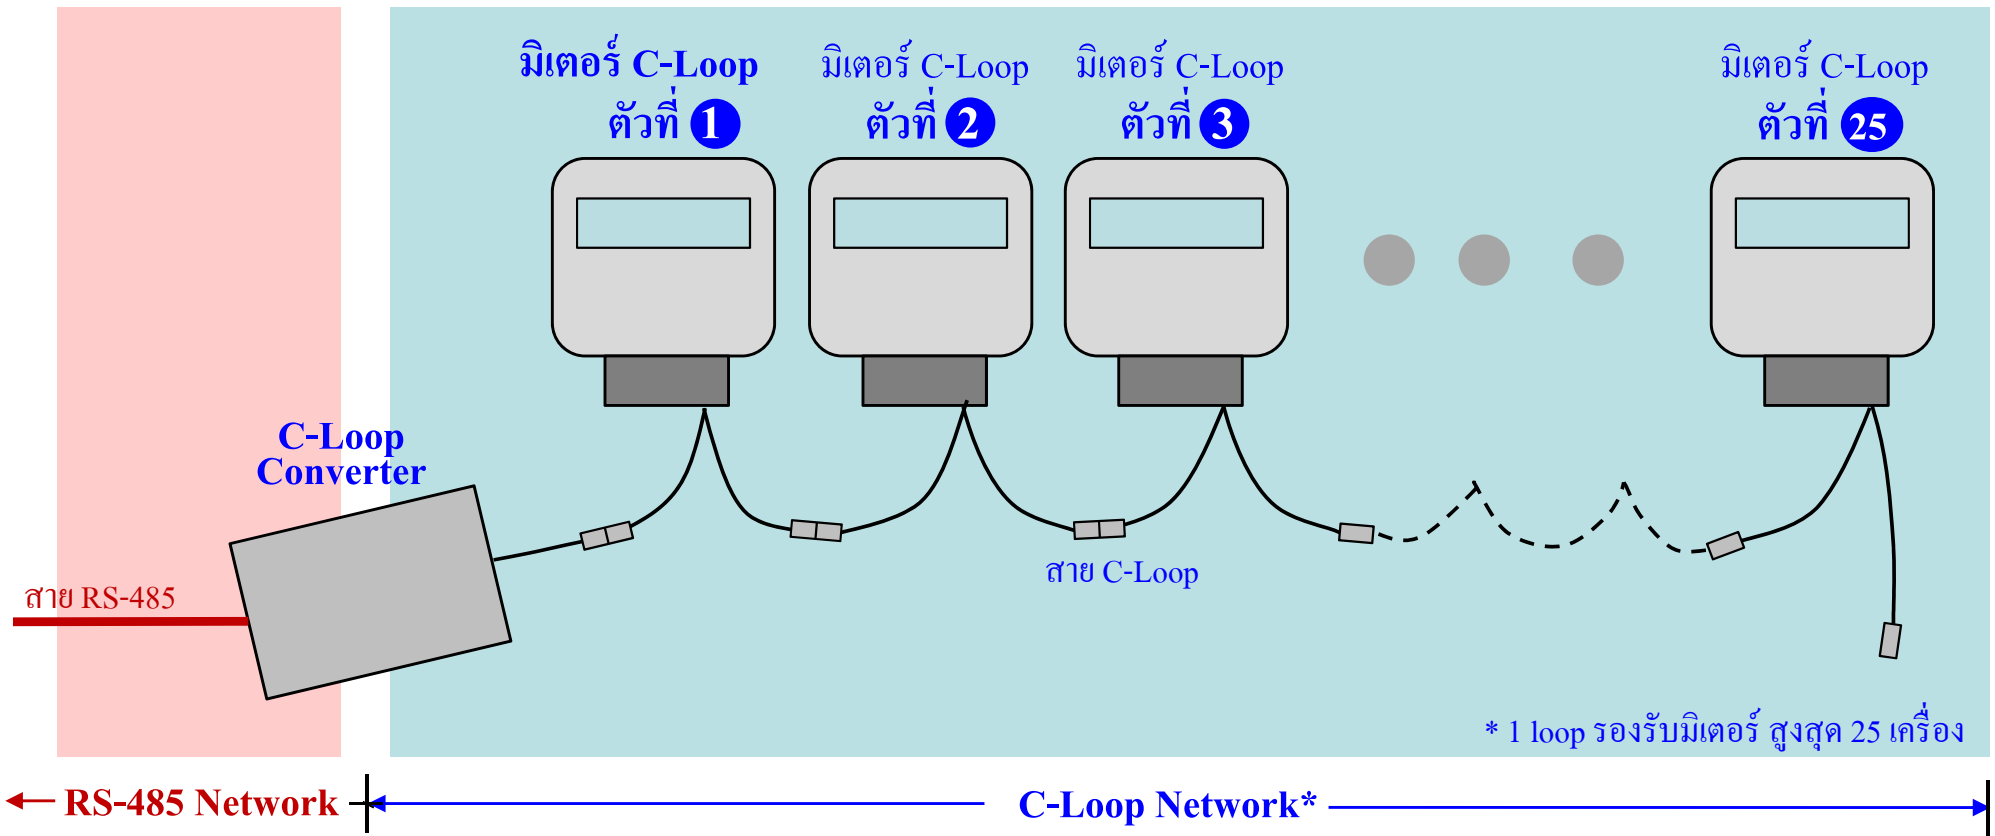 มิเตอร์ C-Loop
ตัวที่ 1
มิเตอร์ C-Loop
ตัวที่ 2
มิเตอร์ C-Loop
ตัวที่ 3
มิเตอร์ C-Loop
ตัวที่ 25
C-Loop
Converter
สาย RS-485
สาย C-Loop
* 1 loop รองรับมิเตอร์ สูงสุด 25 เครื่อง
RS-485 Network
C-Loop Network*